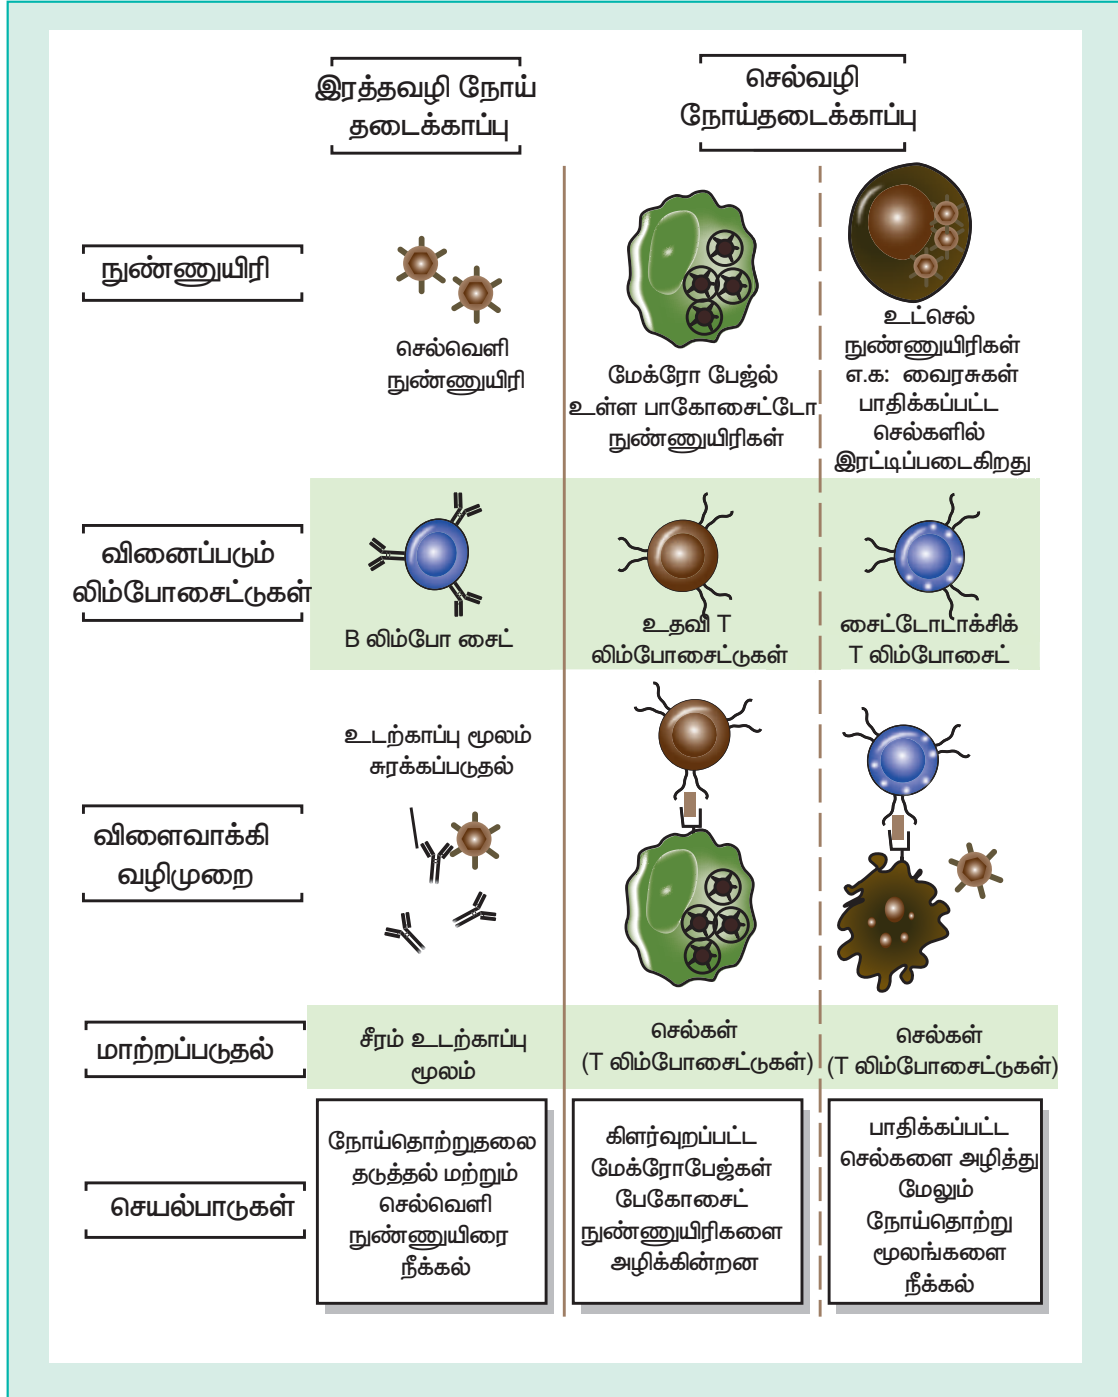 இரத்தவழி நோய்
தடைக்காப்பு
செல்வழி
நோய்தடைக்காப்பு
நுண்ணுயிரி
செல்வெளி
நுண்ணுயிரி
மேக்ரோ பேஜ்ல்
உள்ள பாகோசைட்டோ
நுண்ணுயிரிகள்
உட்செல்
நுண்ணுயிரிகள்
எ.க: வைரசுகள்
பாதிக்கப்பட்ட
செல்களில்
இரட்டிப்படைகிறது
வினைப்படும்
லிம்போசைட்டுகள்
B லிம்போ சைட்
உதவி T
லிம்போசைட்டுகள்
சைட்டோடாக்சிக்
T லிம்போசைட்
விளைவாக்கி
வழிமுறை
உடற்காப்பு மூலம்
சுரக்கப்படுதல்
மாற்றப்படுதல்
சீரம் உடற்காப்பு
மூலம்
செல்கள்
(T லிம்போசைட்டுகள்)
செல்கள்
(T லிம்போசைட்டுகள்)
செயல்பாடுகள்
நோய்தொற்றுதலை
தடுத்தல் மற்றும்
செல்வெளி
நுண்ணுயிரை
நீக்கல்
கிளர்வுறப்பட்ட
மேக்ரோபேஜ்கள்
பேகோசைட்
நுண்ணுயிரிகளை
அழிக்கின்றன
பாதிக்கப்பட்ட
செல்களை அழித்து
மேலும்
நோய்தொற்று
மூலங்களை
நீக்கல்